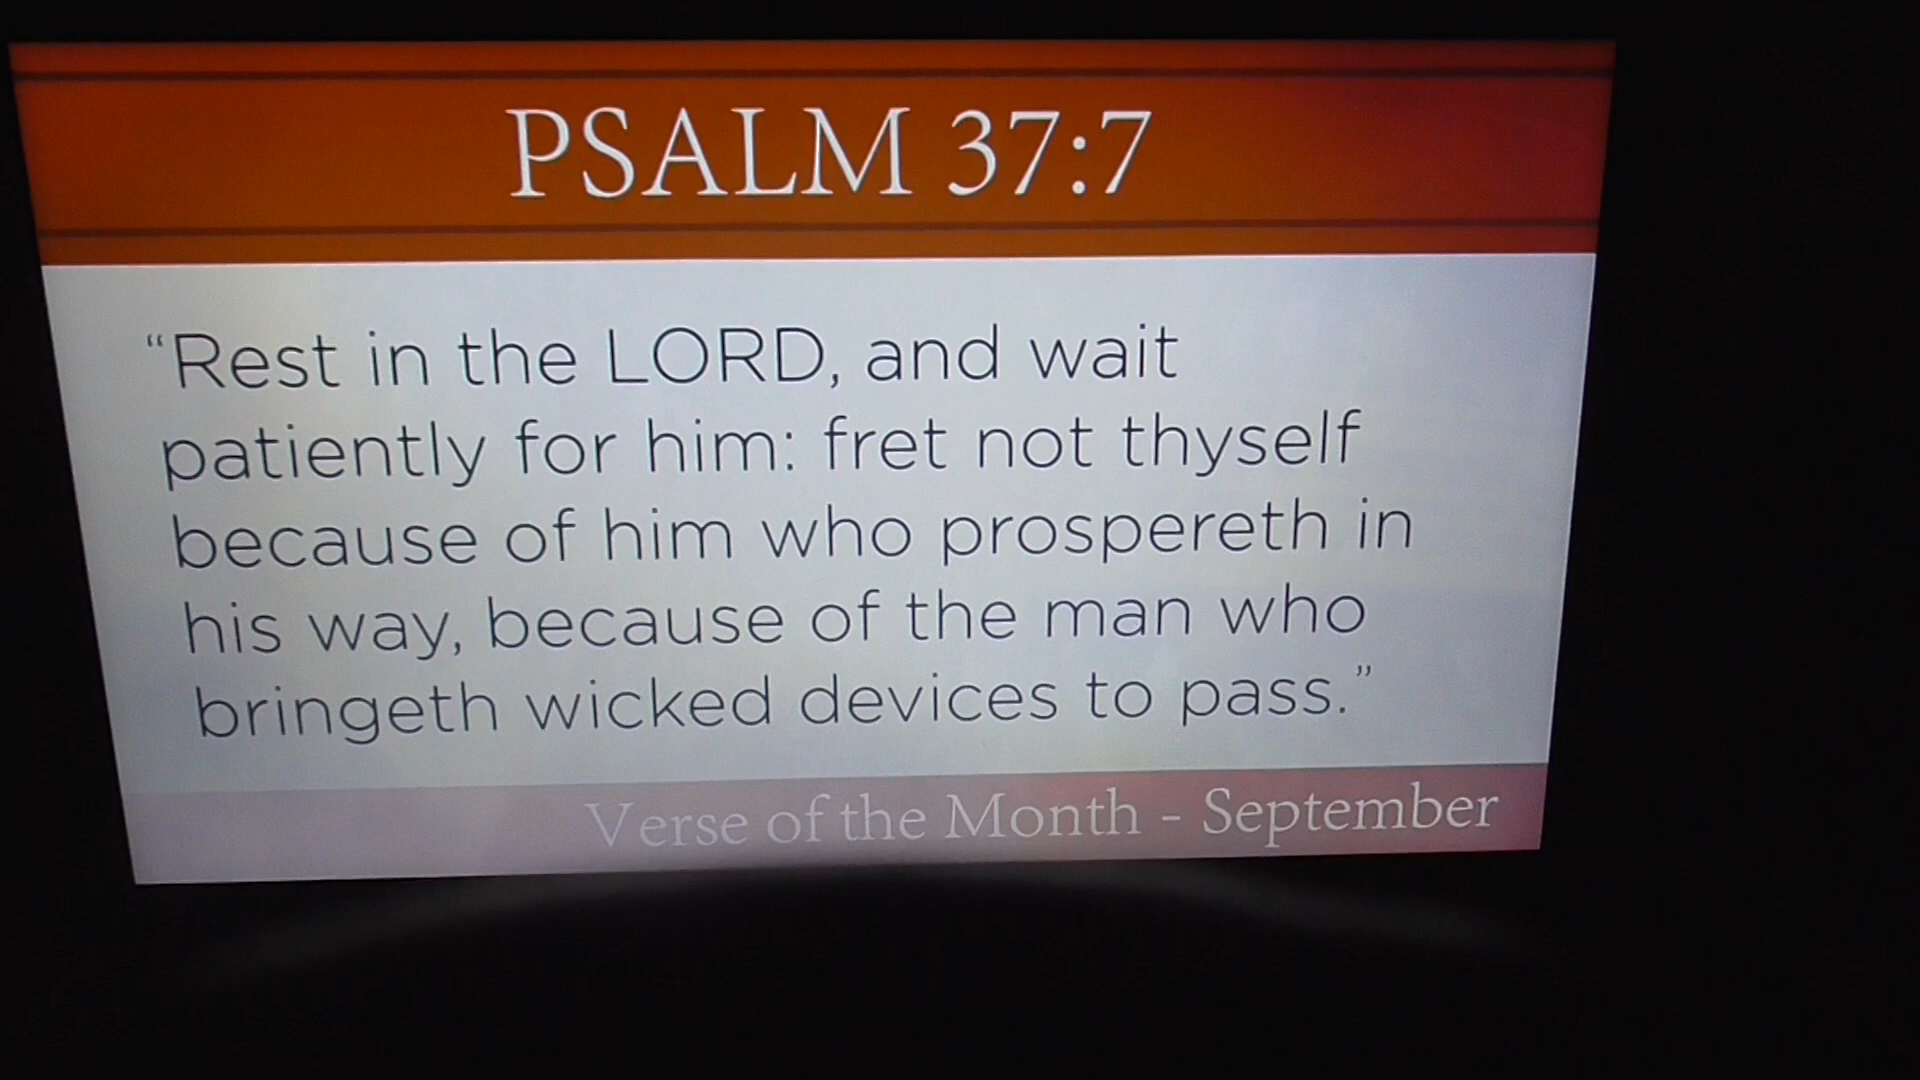 PSALM 37:7
“Rest in the LORD, and wait
patiently for him: fret not thyself
because of him who prospereth in
his way, because of the man who
bringeth wicked devices to pass.”
Verse of the Month - September